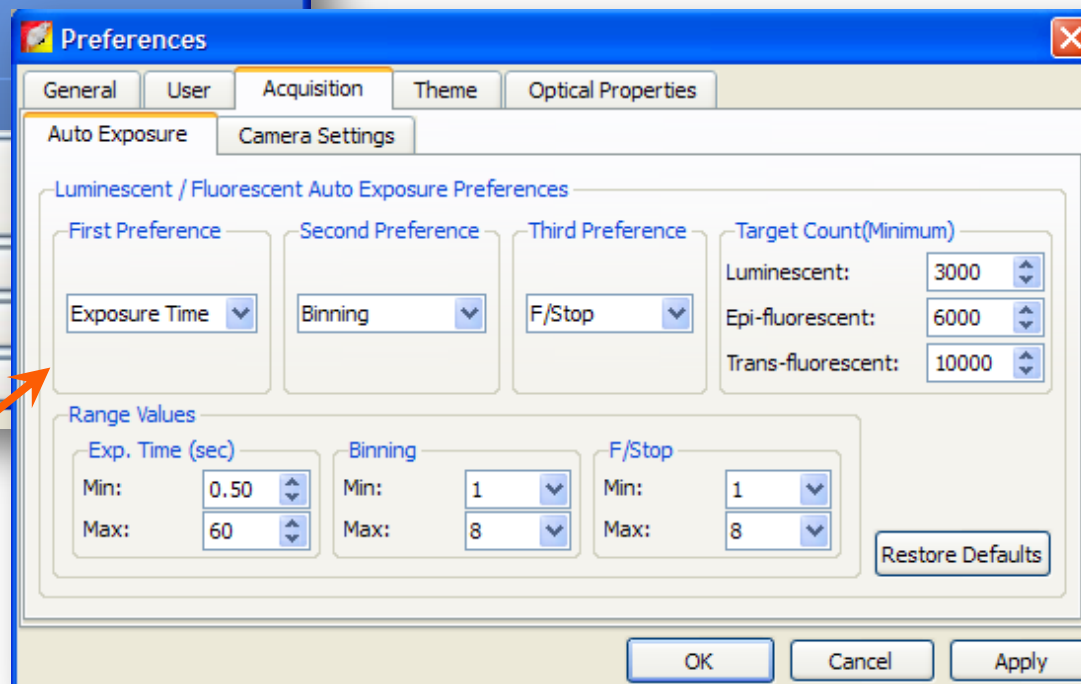 Preferences
General User Acquisition Theme Optical Properties
Auto Exposure Camera Settings
Luminescent / Fluorescent Auto Exposure Preferences
First Preference Second Preference Third Preference Target Count(Minimum)
Luminescent: 3000
Exposure Time Binning F/Stop Epi-fluorescent: 6000
Trans-fluorescent: 10000
Range Values
Exp. Time (sec) Binning F/Stop
Min: 0.50 Min: 1 Min: 1
Max: 60 Max: 8 Max: 8
Restore Defaults
OK Cancel Apply